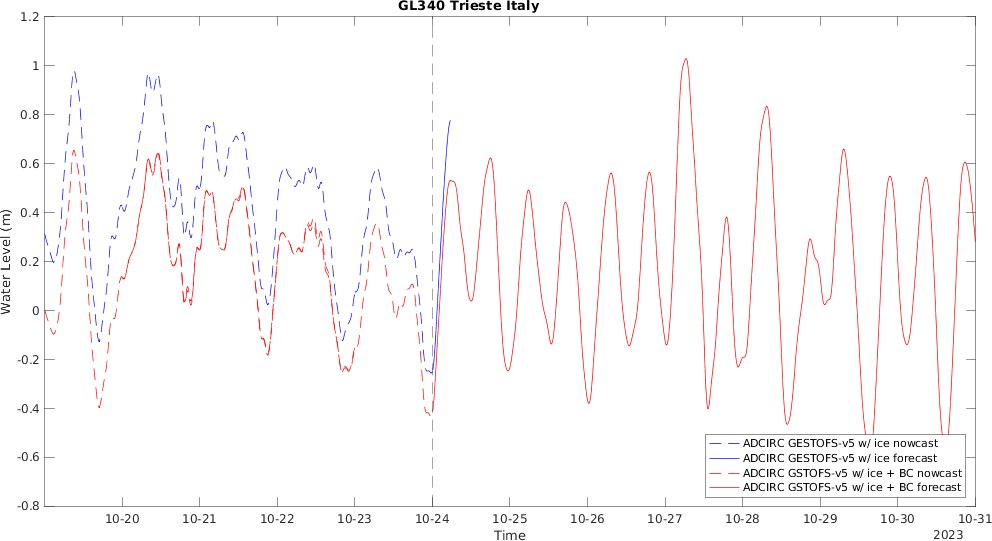 GL340 Trieste Italy
1.2
1
0.8
0.6
0.4
0.2
0
-0.2
-0.4
-0.6
-0.8
Water Level (m)
ADCIRC GESTOFS-v5 w/ ice nowcast
ADCIRC GESTOFS-v5 w/ ice forecast
ADCIRC GSTOFS-v5 w/ ice + BC nowcast
ADCIRC GSTOFS-v5 w/ ice + BC forecast
10-20 10-21 10-22 10-23 10-24 10-25 10-26 10-27 10-28 10-29 10-30 10-31
Time
2023